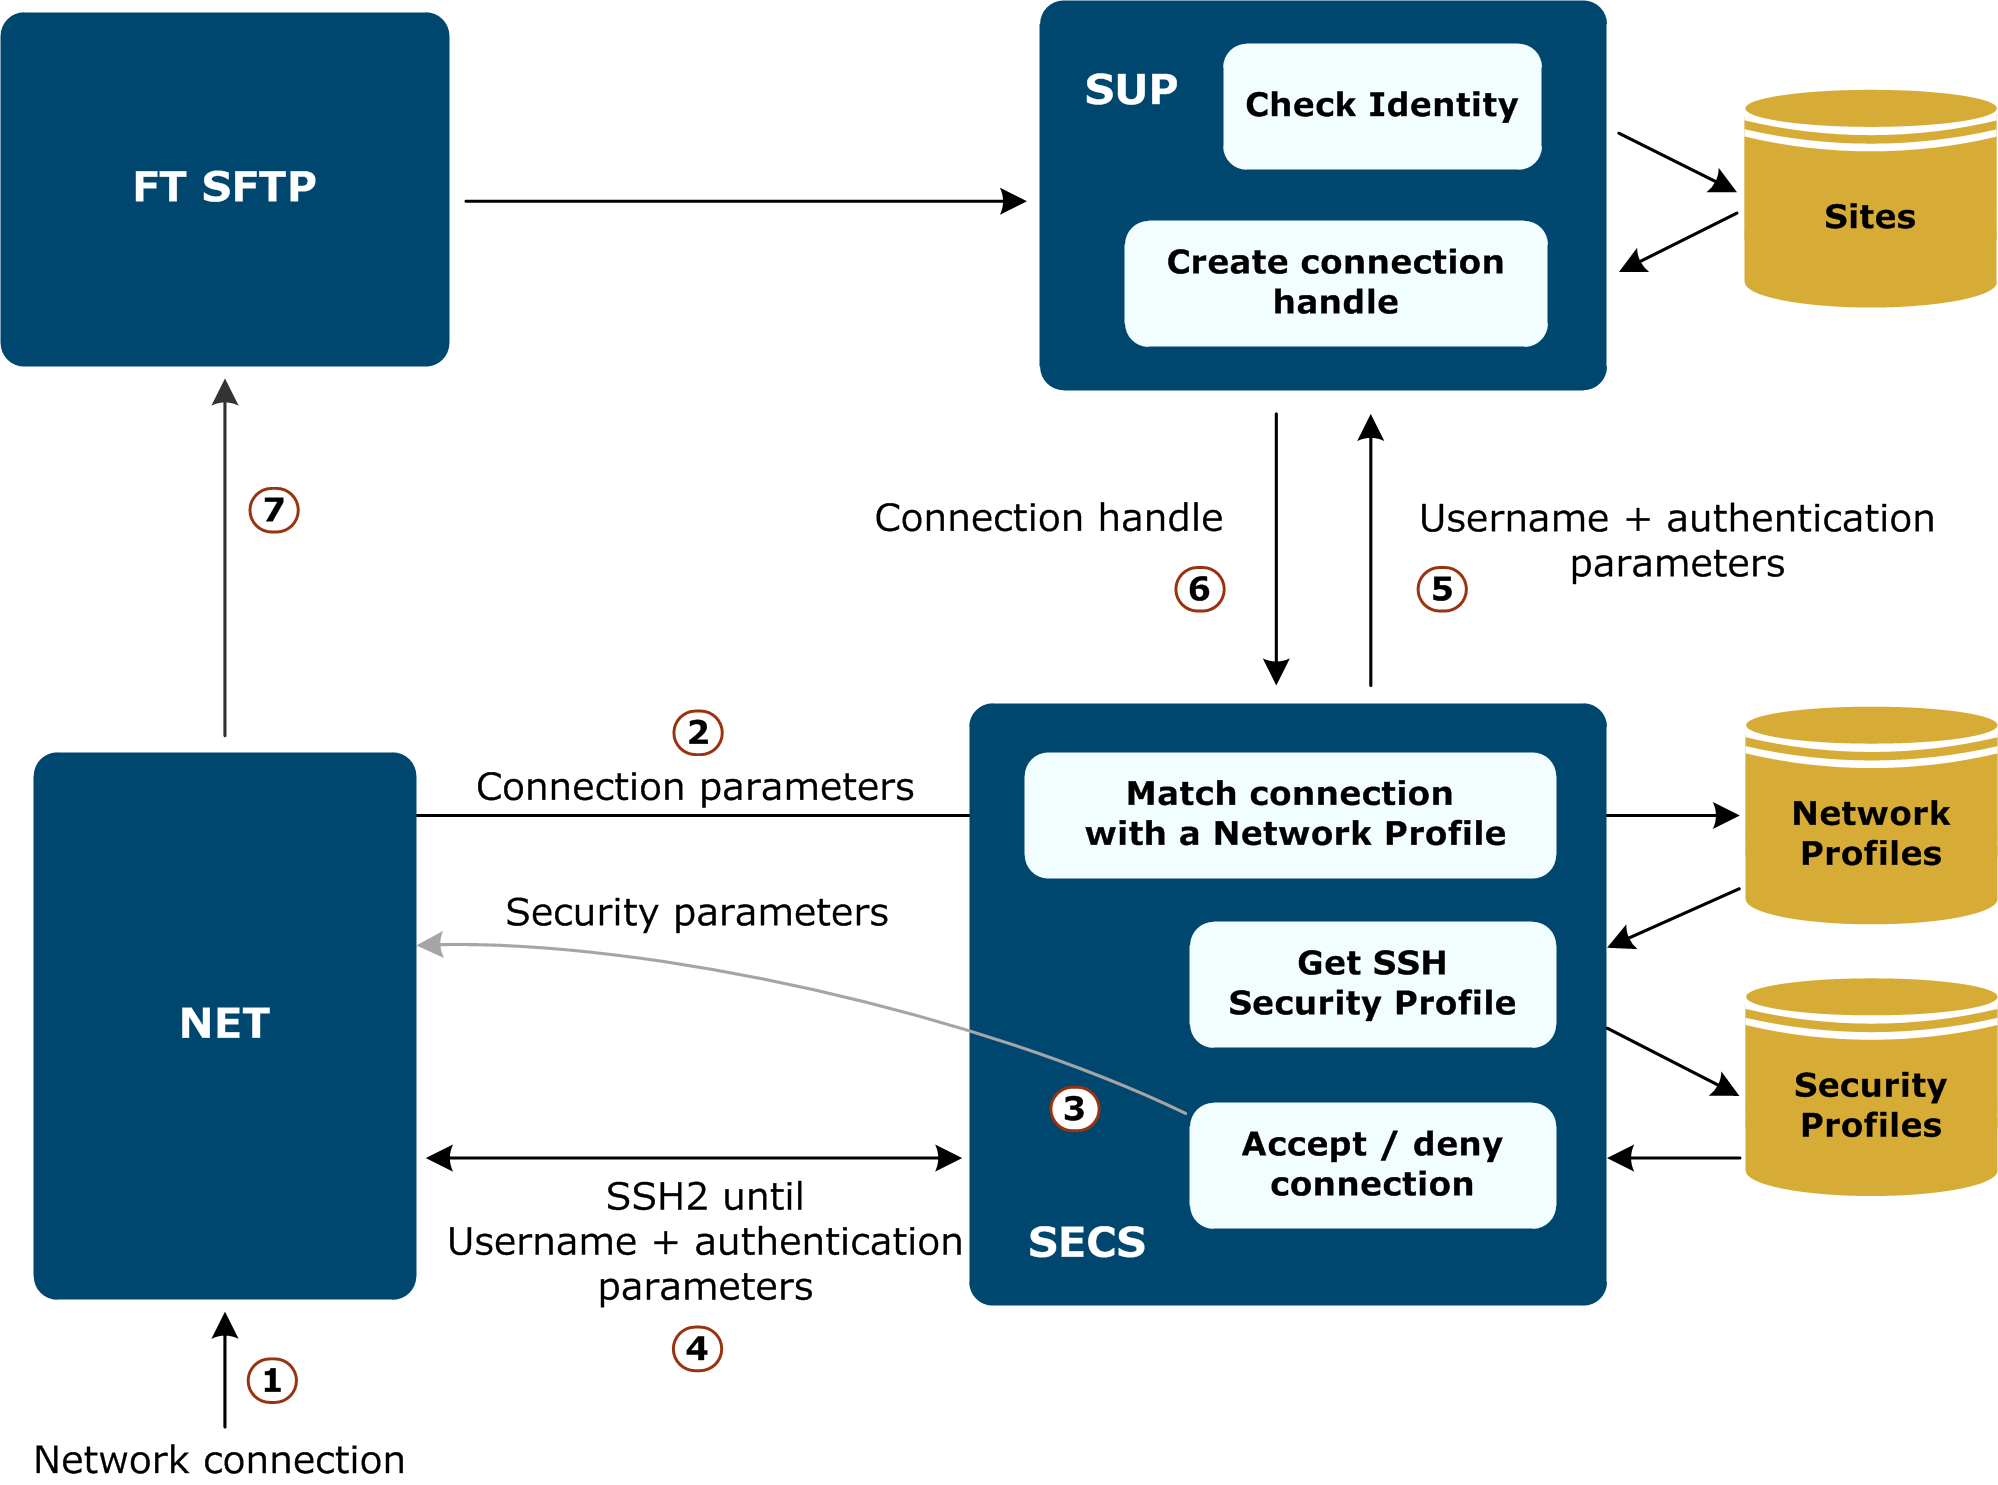 FT SFTP
SUP
Check Identity
Create connection
handle
Sites
7
Connection handle
6
Username + authentication
parameters
5
2
Connection parameters
Security parameters
NET
Match connection
with a Network Profile
Get SSH
Security Profile
3
Accept / deny
connection
SECS
Network
Profiles
Security
Profiles
SSH2 until
Username + authentication
parameters
4
1
Network connection